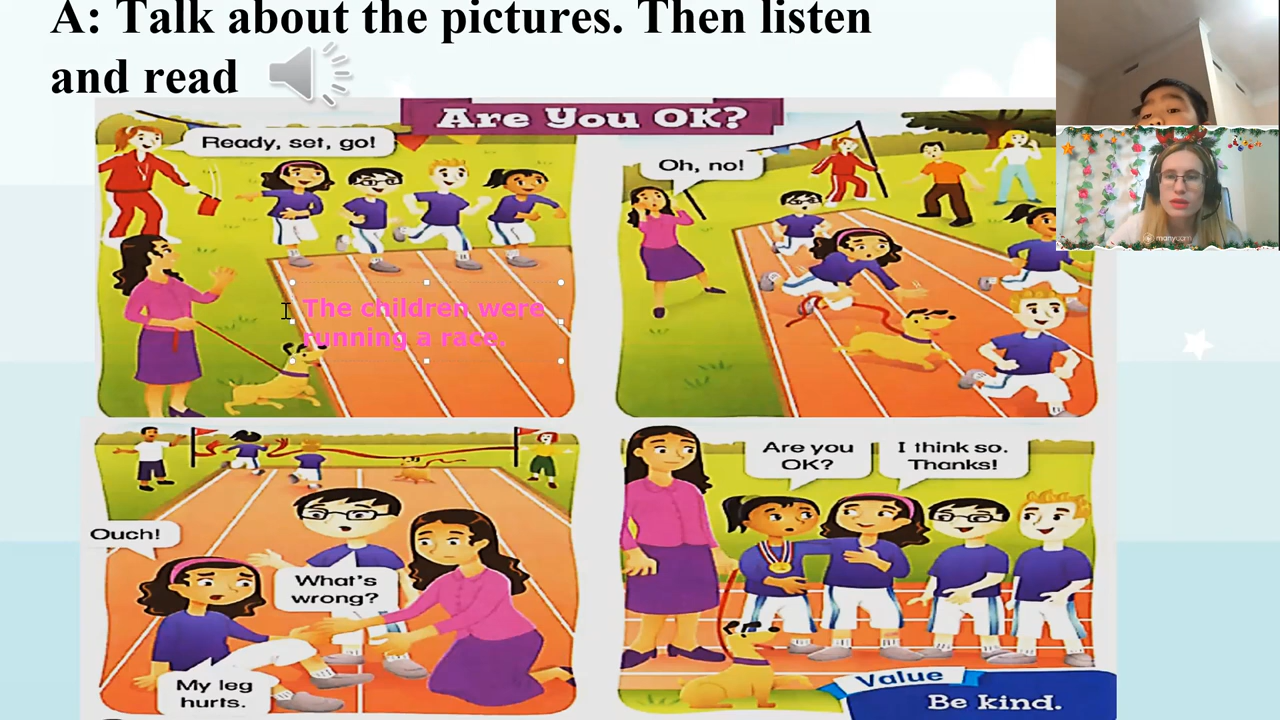 A: Talk about the pictures. Then listen
and read
Are You OK?
Ready, set, go!
Oh, no!
The children were
running a race.
Ouch!
What's
wrong?
My leg
hurts.
Are you
OK?
I think so.
Thanks!
Value
Be kind.
manycam